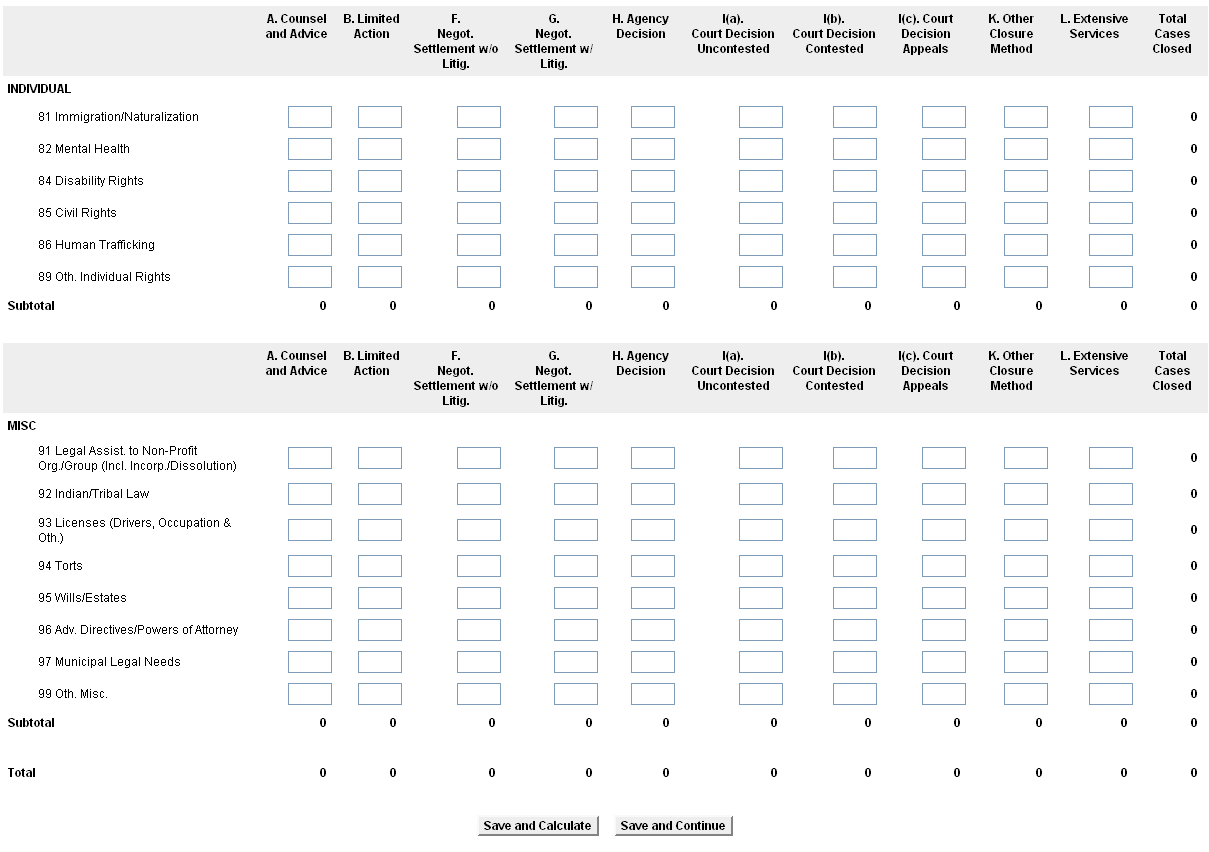 A. Counsel and Advice B. Limited Action F. Negot. Settlement w/o Litig. G. Negot. Settlement w/ Litig. H. Agency Decision I(a). Court Decision Uncontested I(b). Court Decision Contested I(c). Court Decision Appeals K. Other Closure Method L. Extensive Services Total Cases Closed
INDIVIDUAL
81 Immigration/Naturalization 0
82 Mental Health 0
84 Disability Rights 0
85 Civil Rights 0
86 Human Trafficking 0
89 Oth. Individual Rights 0
Subtotal 0 0 0 0 0 0 0 0 0 0 0
A. Counsel and Advice B. Limited Action F. Negot. Settlement w/o Litig. G. Negot. Settlement w/ Litig. H. Agency Decision I(a). Court Decision Uncontested I(b). Court Decision Contested I(c). Court Decision Appeals K. Other Closure Method L. Extensive Services Total Cases Closed
MISC
91 Legal Assist. to Non-Profit
Org./Group (Incl. Incorp./Dissolution) 0
92 Indian/Tribal Law 0
93 Licenses (Drivers, Occupation &
Oth.) 0
94 Torts 0
95 Wills/Estates 0
96 Adv. Directives/Powers of Attorney 0
97 Municipal Legal Needs 0
99 Oth. Misc. 0
Subtotal 0 0 0 0 0 0 0 0 0 0 0
Total 0 0 0 0 0 0 0 0 0 0 0
Save and Calculate Save and Continue